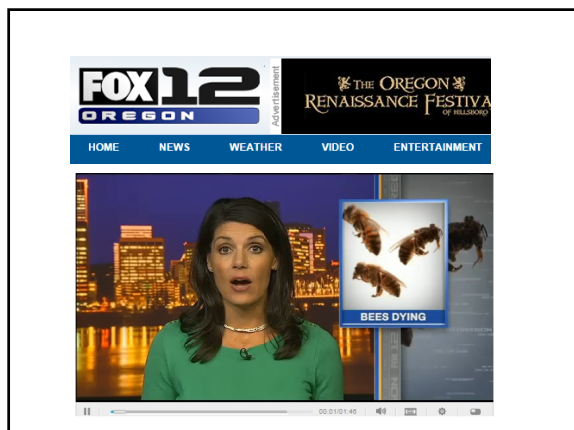 FOX 12
OREGON
Advertisement
THE OREGON
RENAISSANCE FESTIVA
OF HILLSBORO
HOME NEWS WEATHER VIDEO ENTERTAINMENT
BEES DYING
00:01/01:46